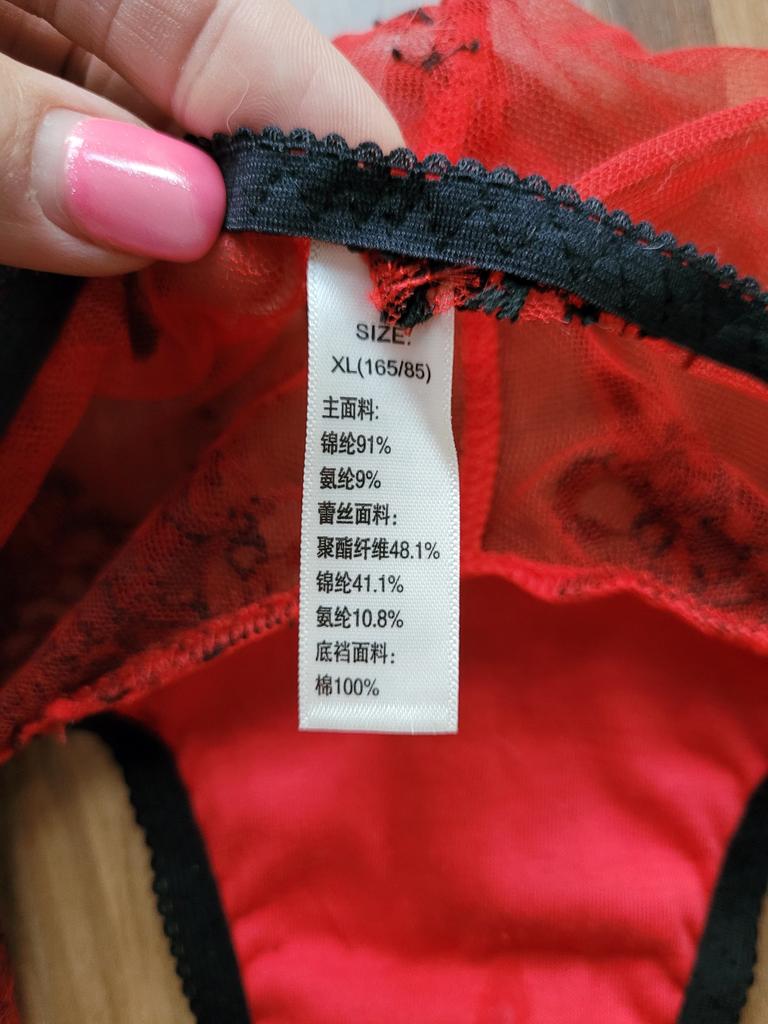 SIZE:
XL(165/85)
主面料:
锦纶91%
氨纶9%
蕾丝面料:
聚酯纤维48.1%
锦纶41.1%
氨纶10.8%
底裆面料:
棉100%